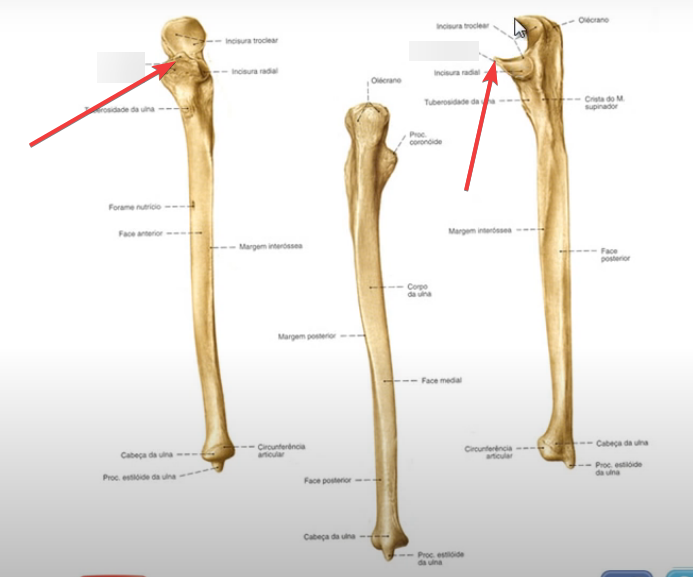 Incisura troclear
Incisura radial
Tuberosidade da ulna
Forame nutrício
Face anterior
Margem interóssea
Cabeça da ulna
Circunferência
articular
Proc. estilóide da ulna
Olécrano
Proc.
coronóide
Corpo
da ulna
Margem posterior
Face medial
Face posterior
Cabeça da ulna
Proc. estilóide
da ulna
Incisura troclear
Olécrano
Incisura radial
Tuberosidade da ulna
Crista do M.
supinador
Margem interóssea
Face
posterior
Circunferência
articular
Cabeça da ulna
Proc. estilóide
da ulna